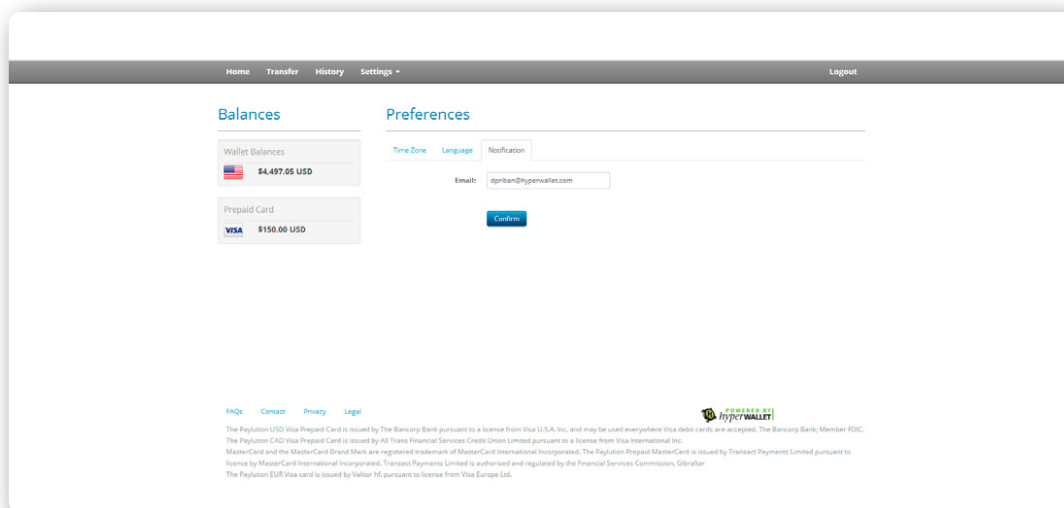 Home Transfer History Settings Logout
Balances
Wallet Balances
$4,497.05 USD
Prepaid Card
VISA $150.00 USD
Preferences
Time Zone Language Notification
Email: dpriban@hyperwallet.com
Confirm
FAQs Contact Privacy Legal
POWERED BY
hyperWALLET
The Paylution USD Visa Prepaid Card is issued by The Bancorp Bank pursuant to a license from Visa U.S.A. Inc. and may be used everywhere Visa debit cards are accepted. The Bancorp Bank; Member FDIC.
The Paylution CAD Visa Prepaid Card is issued by All Trans Financial Services Credit Union Limited pursuant to a license from Visa International Inc.
MasterCard and the MasterCard Brand Mark are registered trademark of MasterCard International Incorporated. The Paylution Prepaid MasterCard is issued by Transact Payments Limited pursuant to
licence by MasterCard International Incorporated. Transact Payments Limited is authorised and regulated by the Financial Services Commission, Gibraltar
The Paylution EUR Visa card is issued by Valitor hf. pursuant to license from Visa Europe Ltd.